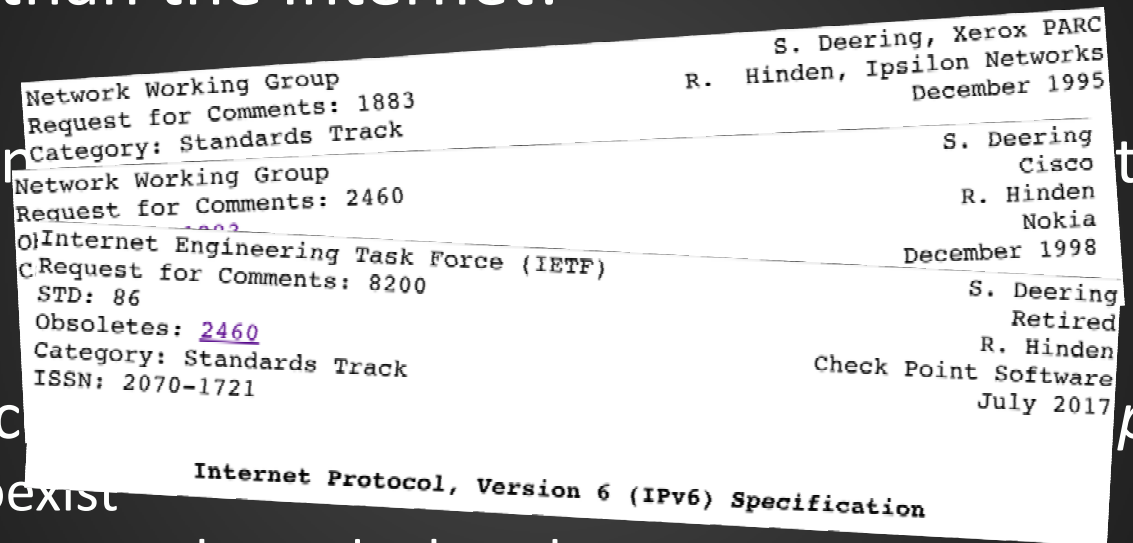 than the internet?
S. Deering, Xerox PARC
R. Hinden, Ipsilon Networks
December 1995
Network Working Group
Request for Comments: 1883
Category: Standards Track
S. Deering
Cisco
R. Hinden
Nokia
December 1998
Network Working Group
Request for Comments: 2460
Internet Engineering Task Force (IETF)
Request for Comments: 8200
STD: 86
Obsoletes: 2460
Category: Standards Track
ISSN: 2070-1721
S. Deering
Retired
R. Hinden
Check Point Software
July 2017
Internet Protocol, Version 6 (IPv6) Specification